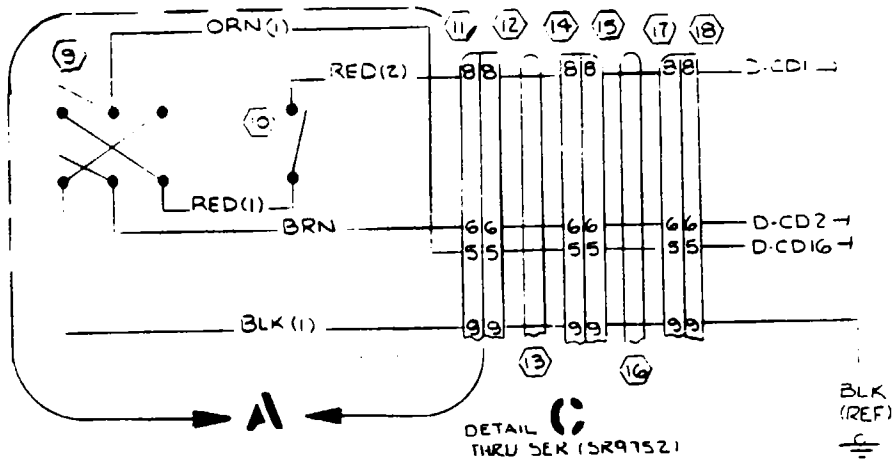 ORN(1)
11 12 14 15 17 18
9
8 8 8 8 8 8
RED(2)
D-CD1
10
RED(1)
BRN
6 6 6 6 6 6
D-CD2
5 5 5 5 5 5
D-CD16
BLK(1)
9 9 9 9 9 9
13
16
A
BLK
(REF)
C
DETAIL C
THRU SER (SR9752)